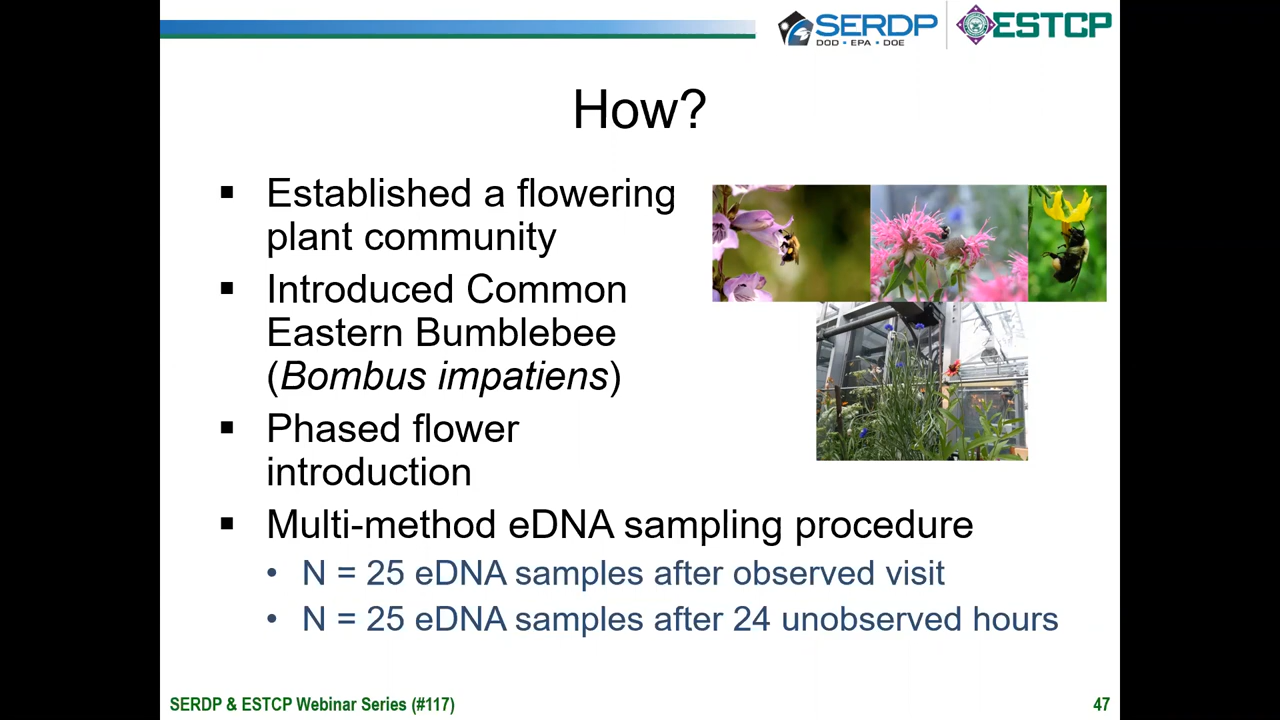 SERDP
DOD • EPA • DOE
ESTCP
How?
▪ Established a flowering
plant community
▪ Introduced Common
Eastern Bumblebee
(Bombus impatiens)
▪ Phased flower
introduction
▪ Multi-method eDNA sampling procedure
• N = 25 eDNA samples after observed visit
• N = 25 eDNA samples after 24 unobserved hours
SERDP & ESTCP Webinar Series (#117)
47